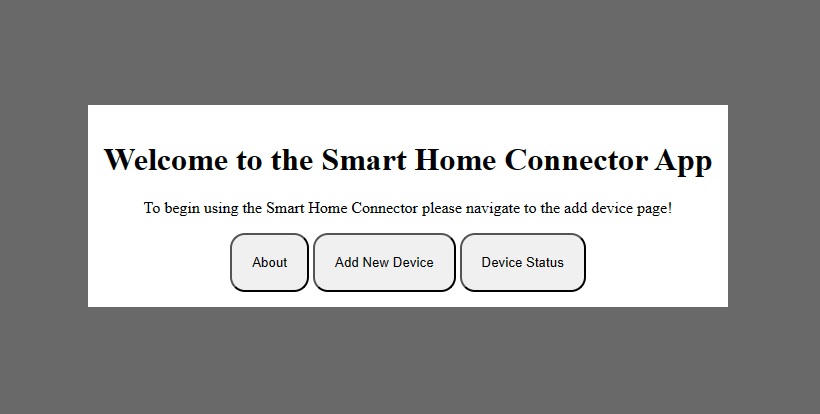 Welcome to the Smart Home Connector App
To begin using the Smart Home Connector please navigate to the add device page!
About
Add New Device
Device Status